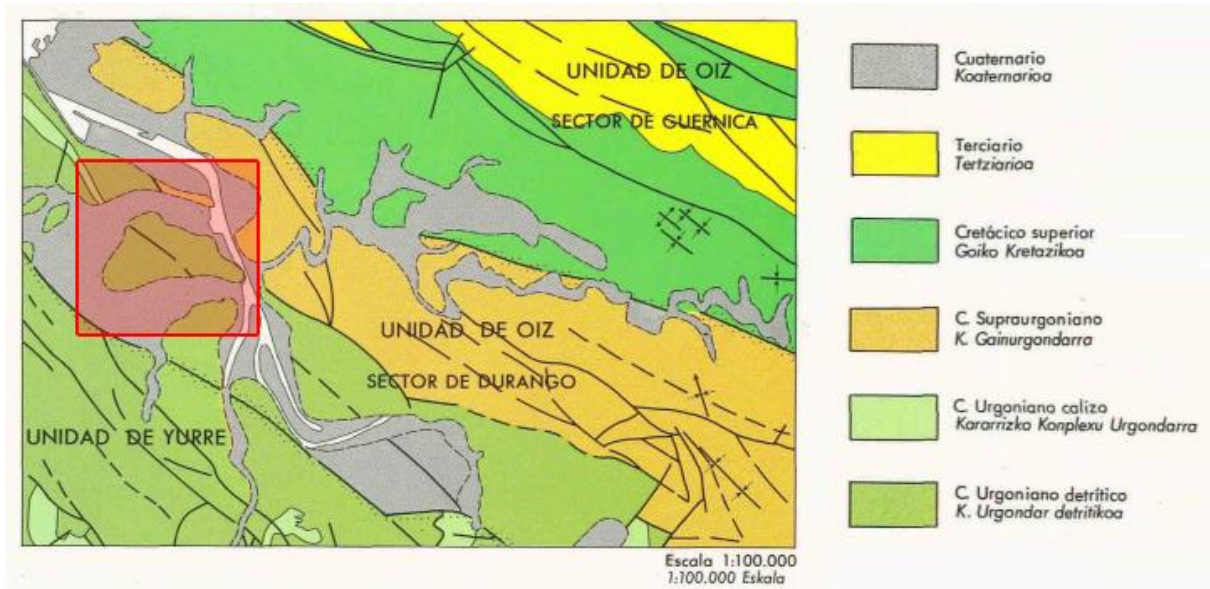 UNIDAD DE OIZ
SECTOR DE GUERNICA
UNIDAD DE OIZ
SECTOR DE DURANGO
UNIDAD DE YURRE
Cuaternario
Koaternarioa
Terciario
Tertziarioa
Cretácico superior
Goiko Kretazikoa
C. Supraurgoniano
K. Gainurgondarra
C. Urgoniano calizo
Kararrizko Konplexu Urgondarra
C. Urgoniano detrítico
K. Urgondar detritikoa
Escala 1:100.000
1:100.000 Eskala